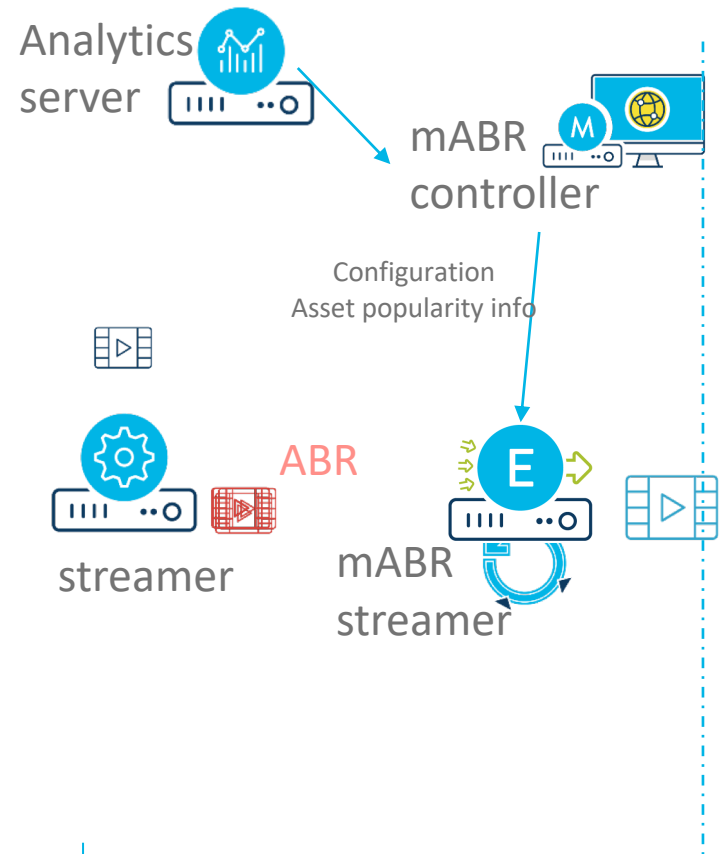 Analytics
server
M
mABR
controller
Configuration
Asset popularity info
ABR
E
streamer
mABR
streamer